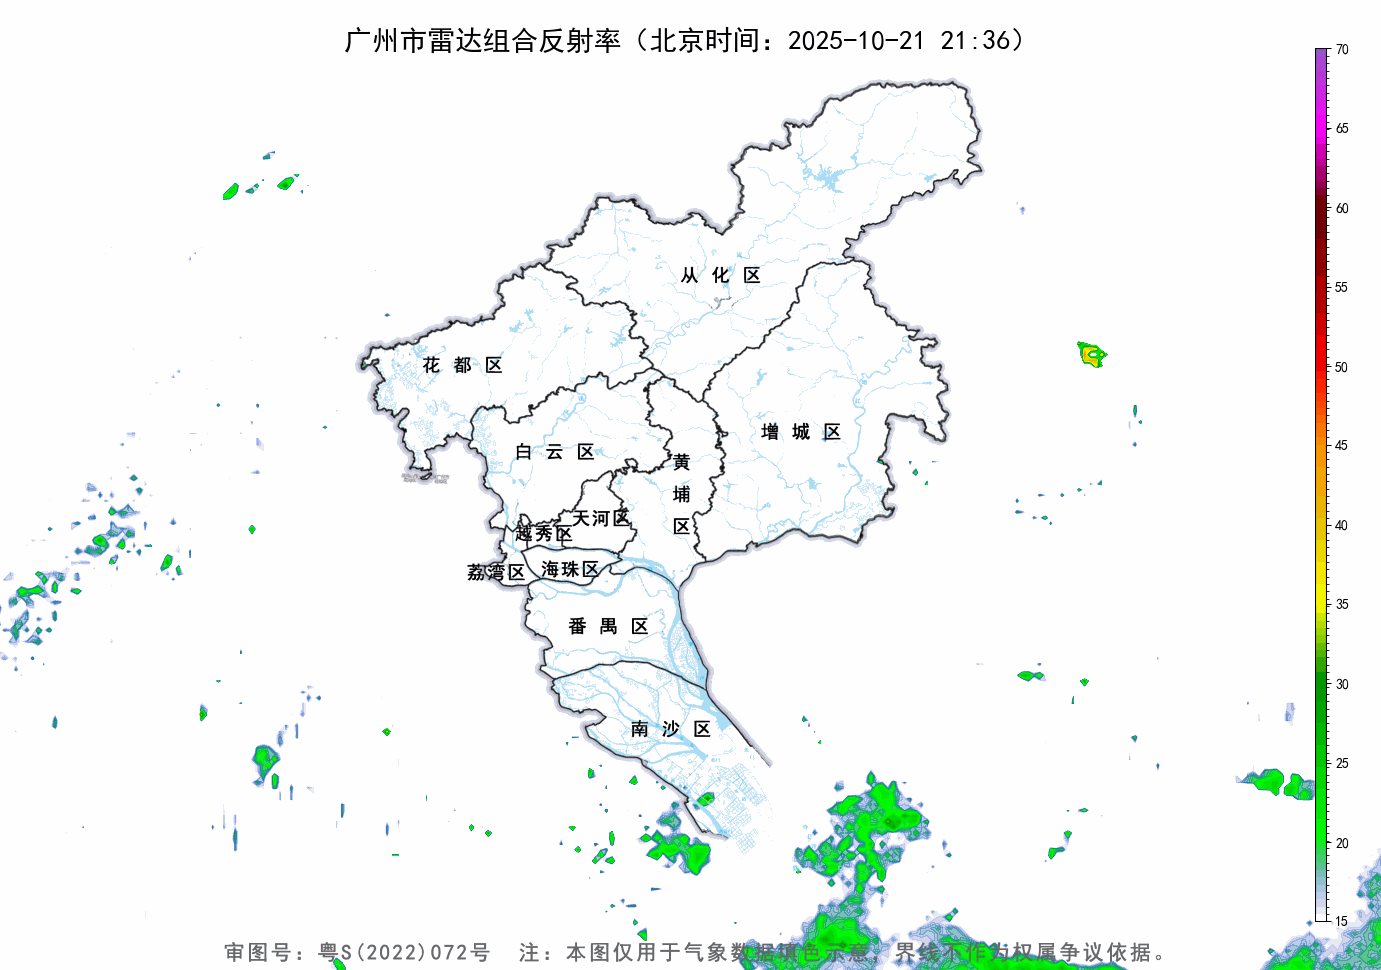 广州市雷达组合反射率（北京时间：2025-10-21 21:36）
70
65
60
55
50
45
40
35
30
25
20
15
从化区
花都区
增城区
白云区
黄埔区
天河区
越秀区
荔湾区
海珠区
番禺区
南沙区
审图号：粤S(2022)072号 注：本图仅用于气象数据填色示意，界线不作为权属争议依据。